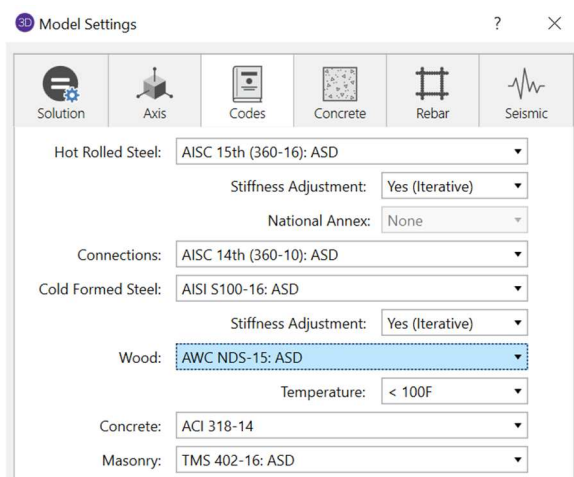 3D Model Settings ? ×
Solution Axis Codes Concrete Rebar Seismic
Hot Rolled Steel: AISC 15th (360-16): ASD
Stiffness Adjustment: Yes (Iterative)
National Annex: None
Connections: AISC 14th (360-10): ASD
Cold Formed Steel: AISI S100-16: ASD
Stiffness Adjustment: Yes (Iterative)
Wood: AWC NDS-15: ASD
Temperature: < 100F
Concrete: ACI 318-14
Masonry: TMS 402-16: ASD